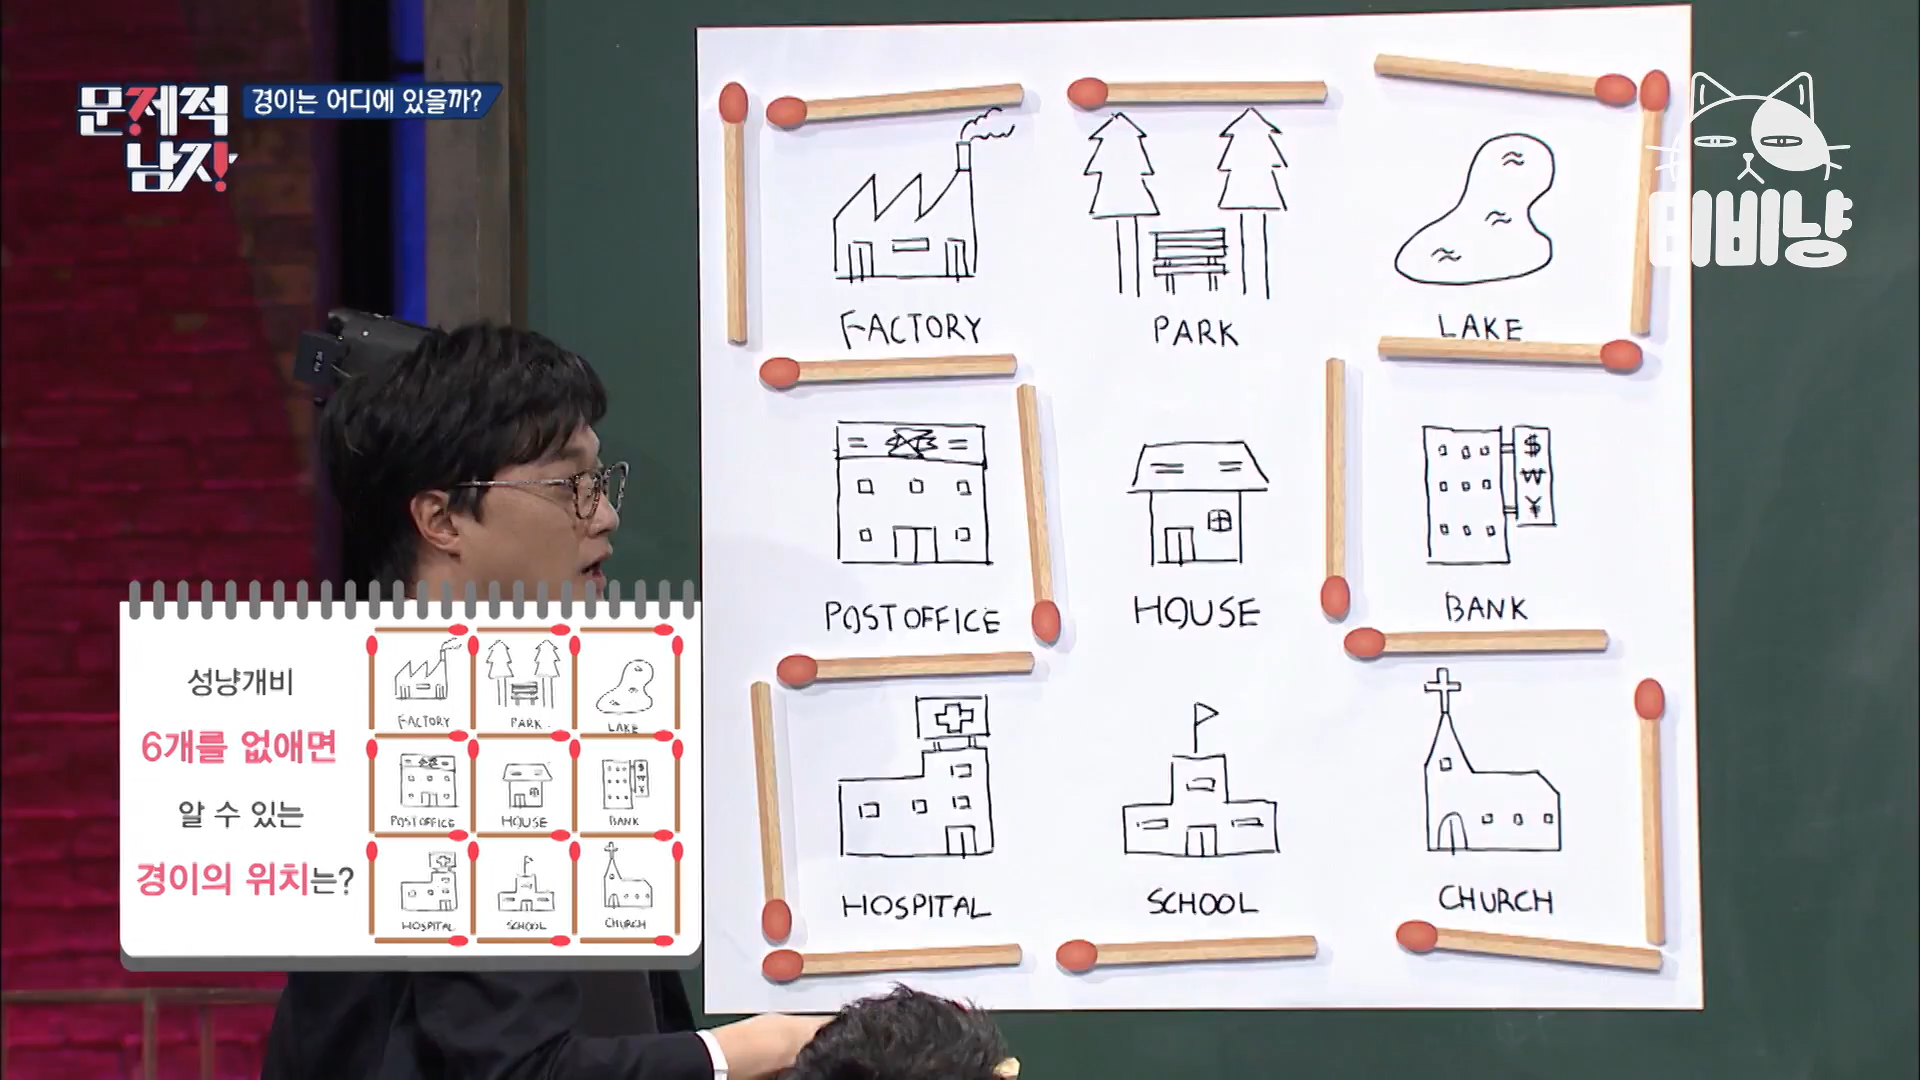 문제적
남자
경이는 어디에 있을까?
비비냥
FACTORY
PARK
LAKE
POST OFFICE
HOUSE
$
₩
¥
BANK
HOSPITAL
SCHOOL
CHURCH
성냥개비
6개를 없애면
알 수 있는
경이의 위치는?
FACTORY
PARK
LAKE
POST OFFICE
HOUSE
BANK
HOSPITAL
SCHOOL
CHURCH